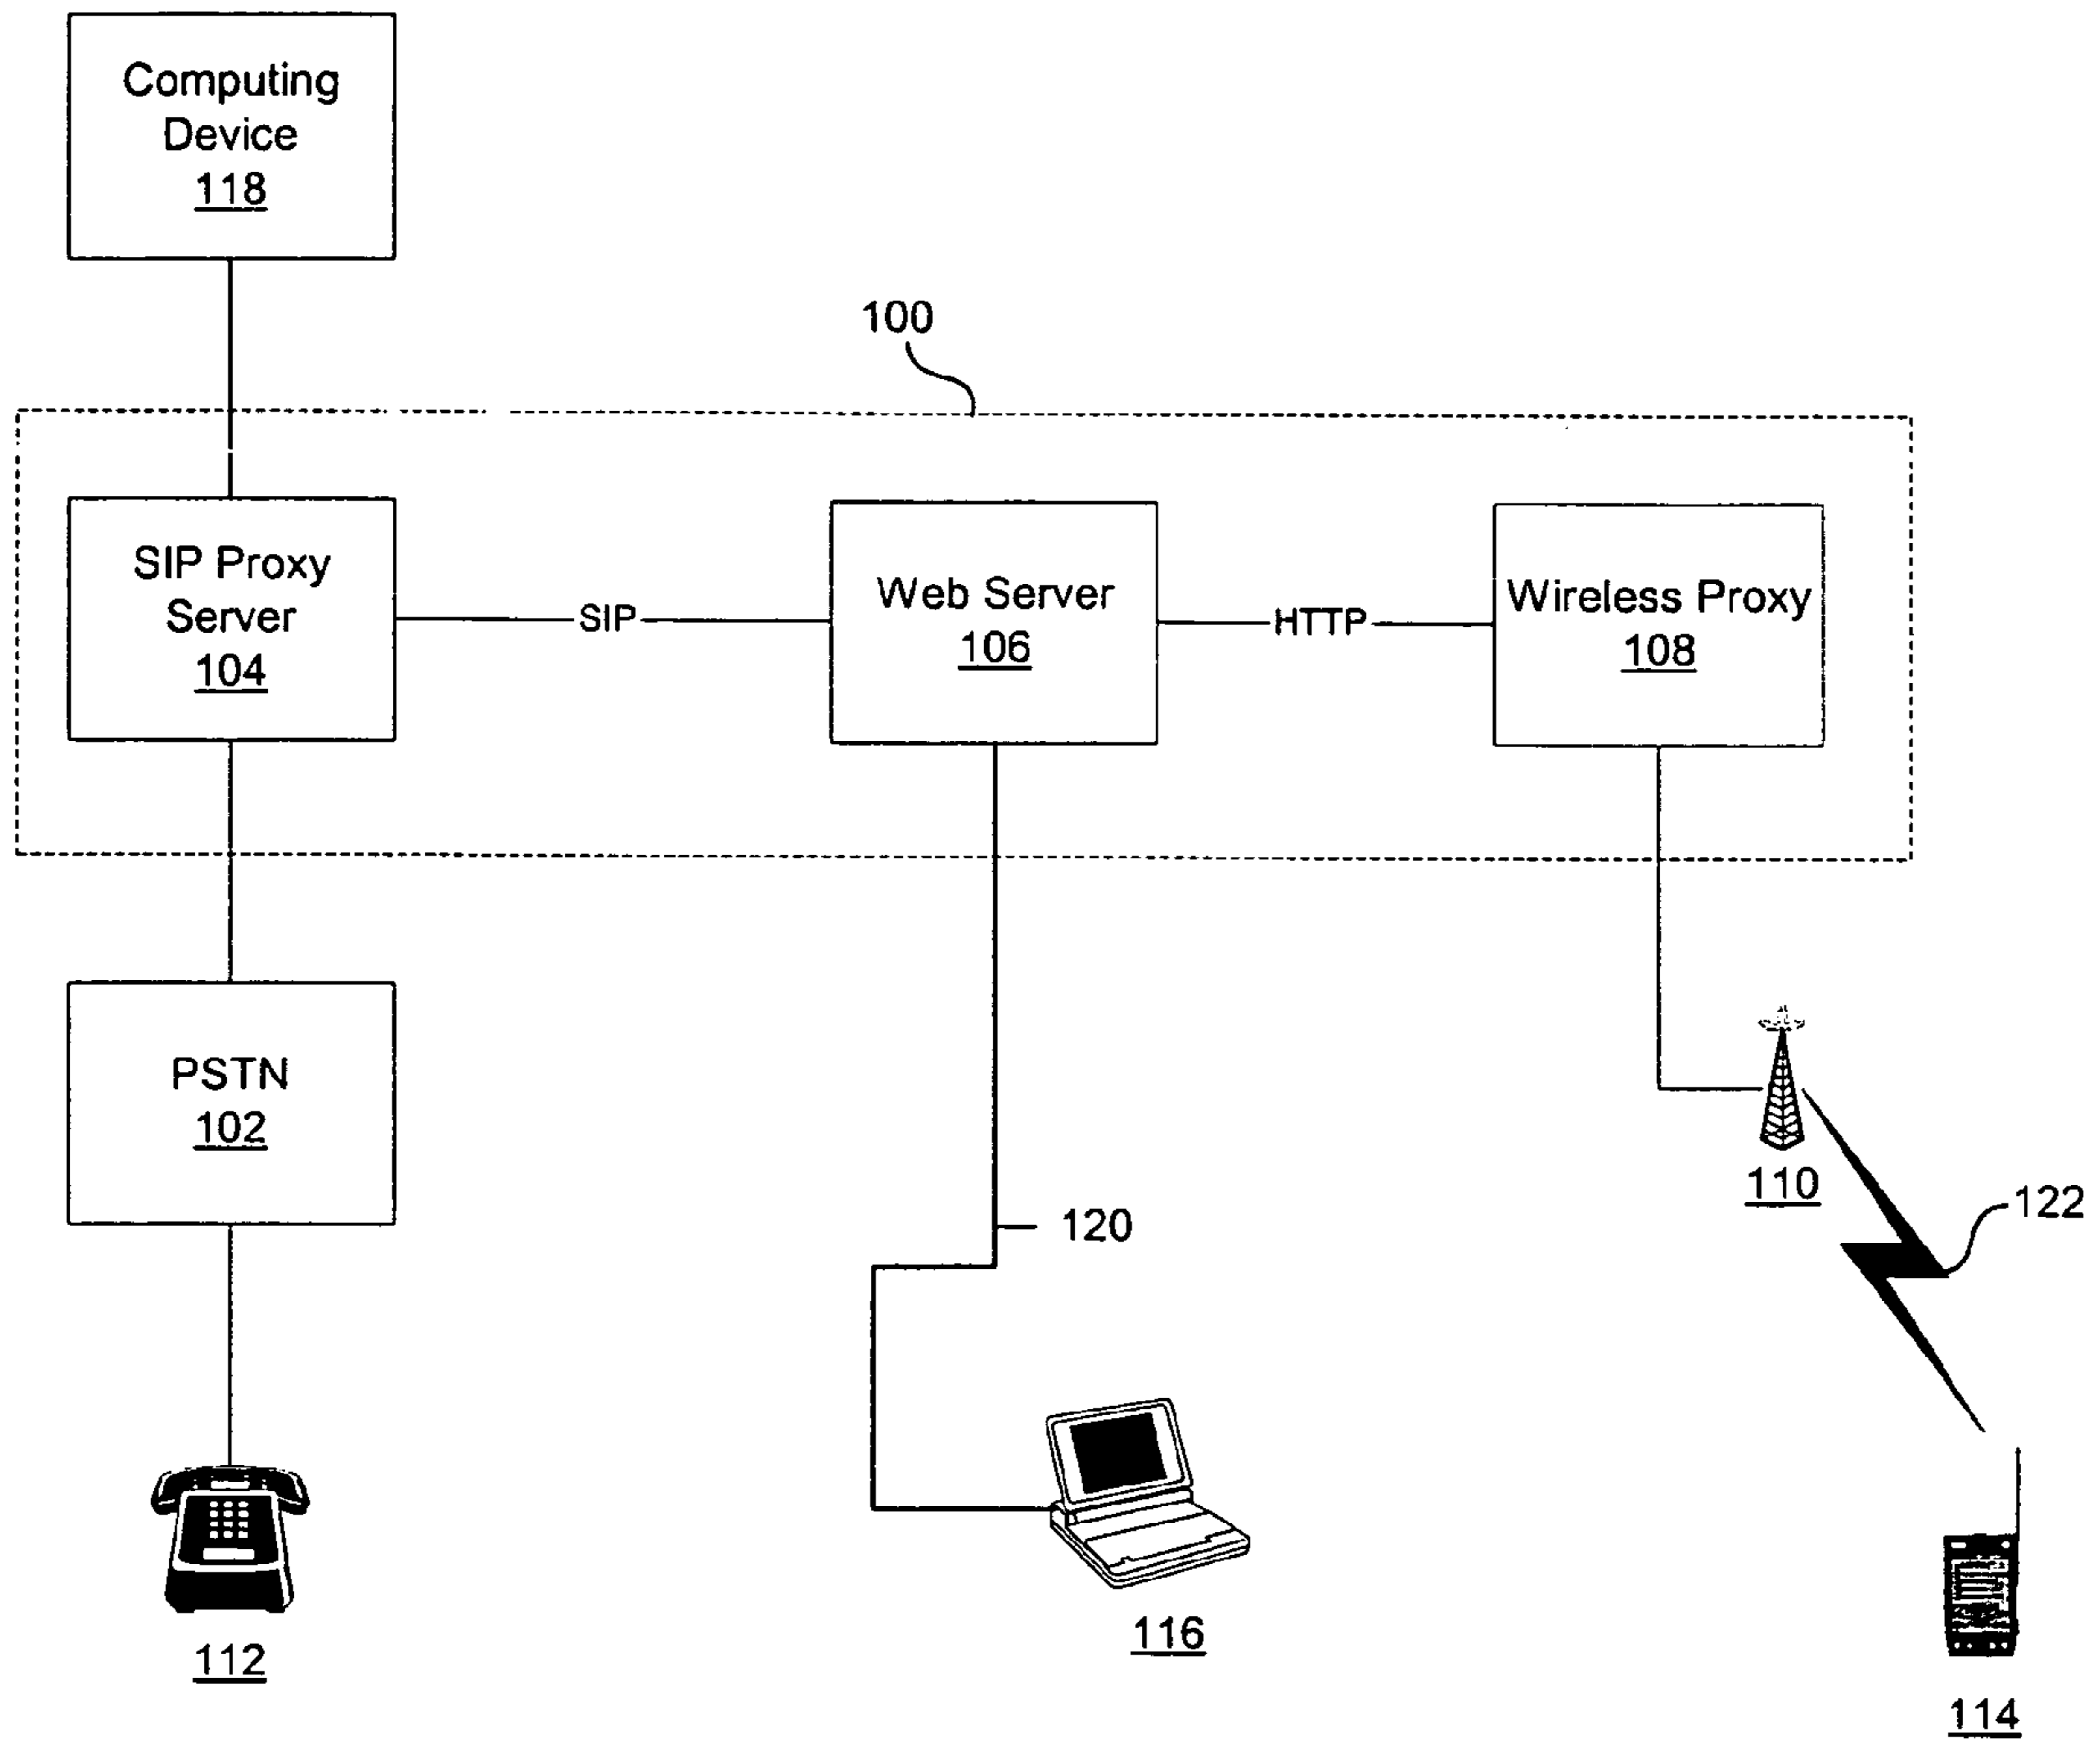 Computing
Device
118
100
SIP Proxy
Server
104
SIP
Web Server
106
HTTP
Wireless Proxy
108
PSTN
102
110
122
120
116
112
114